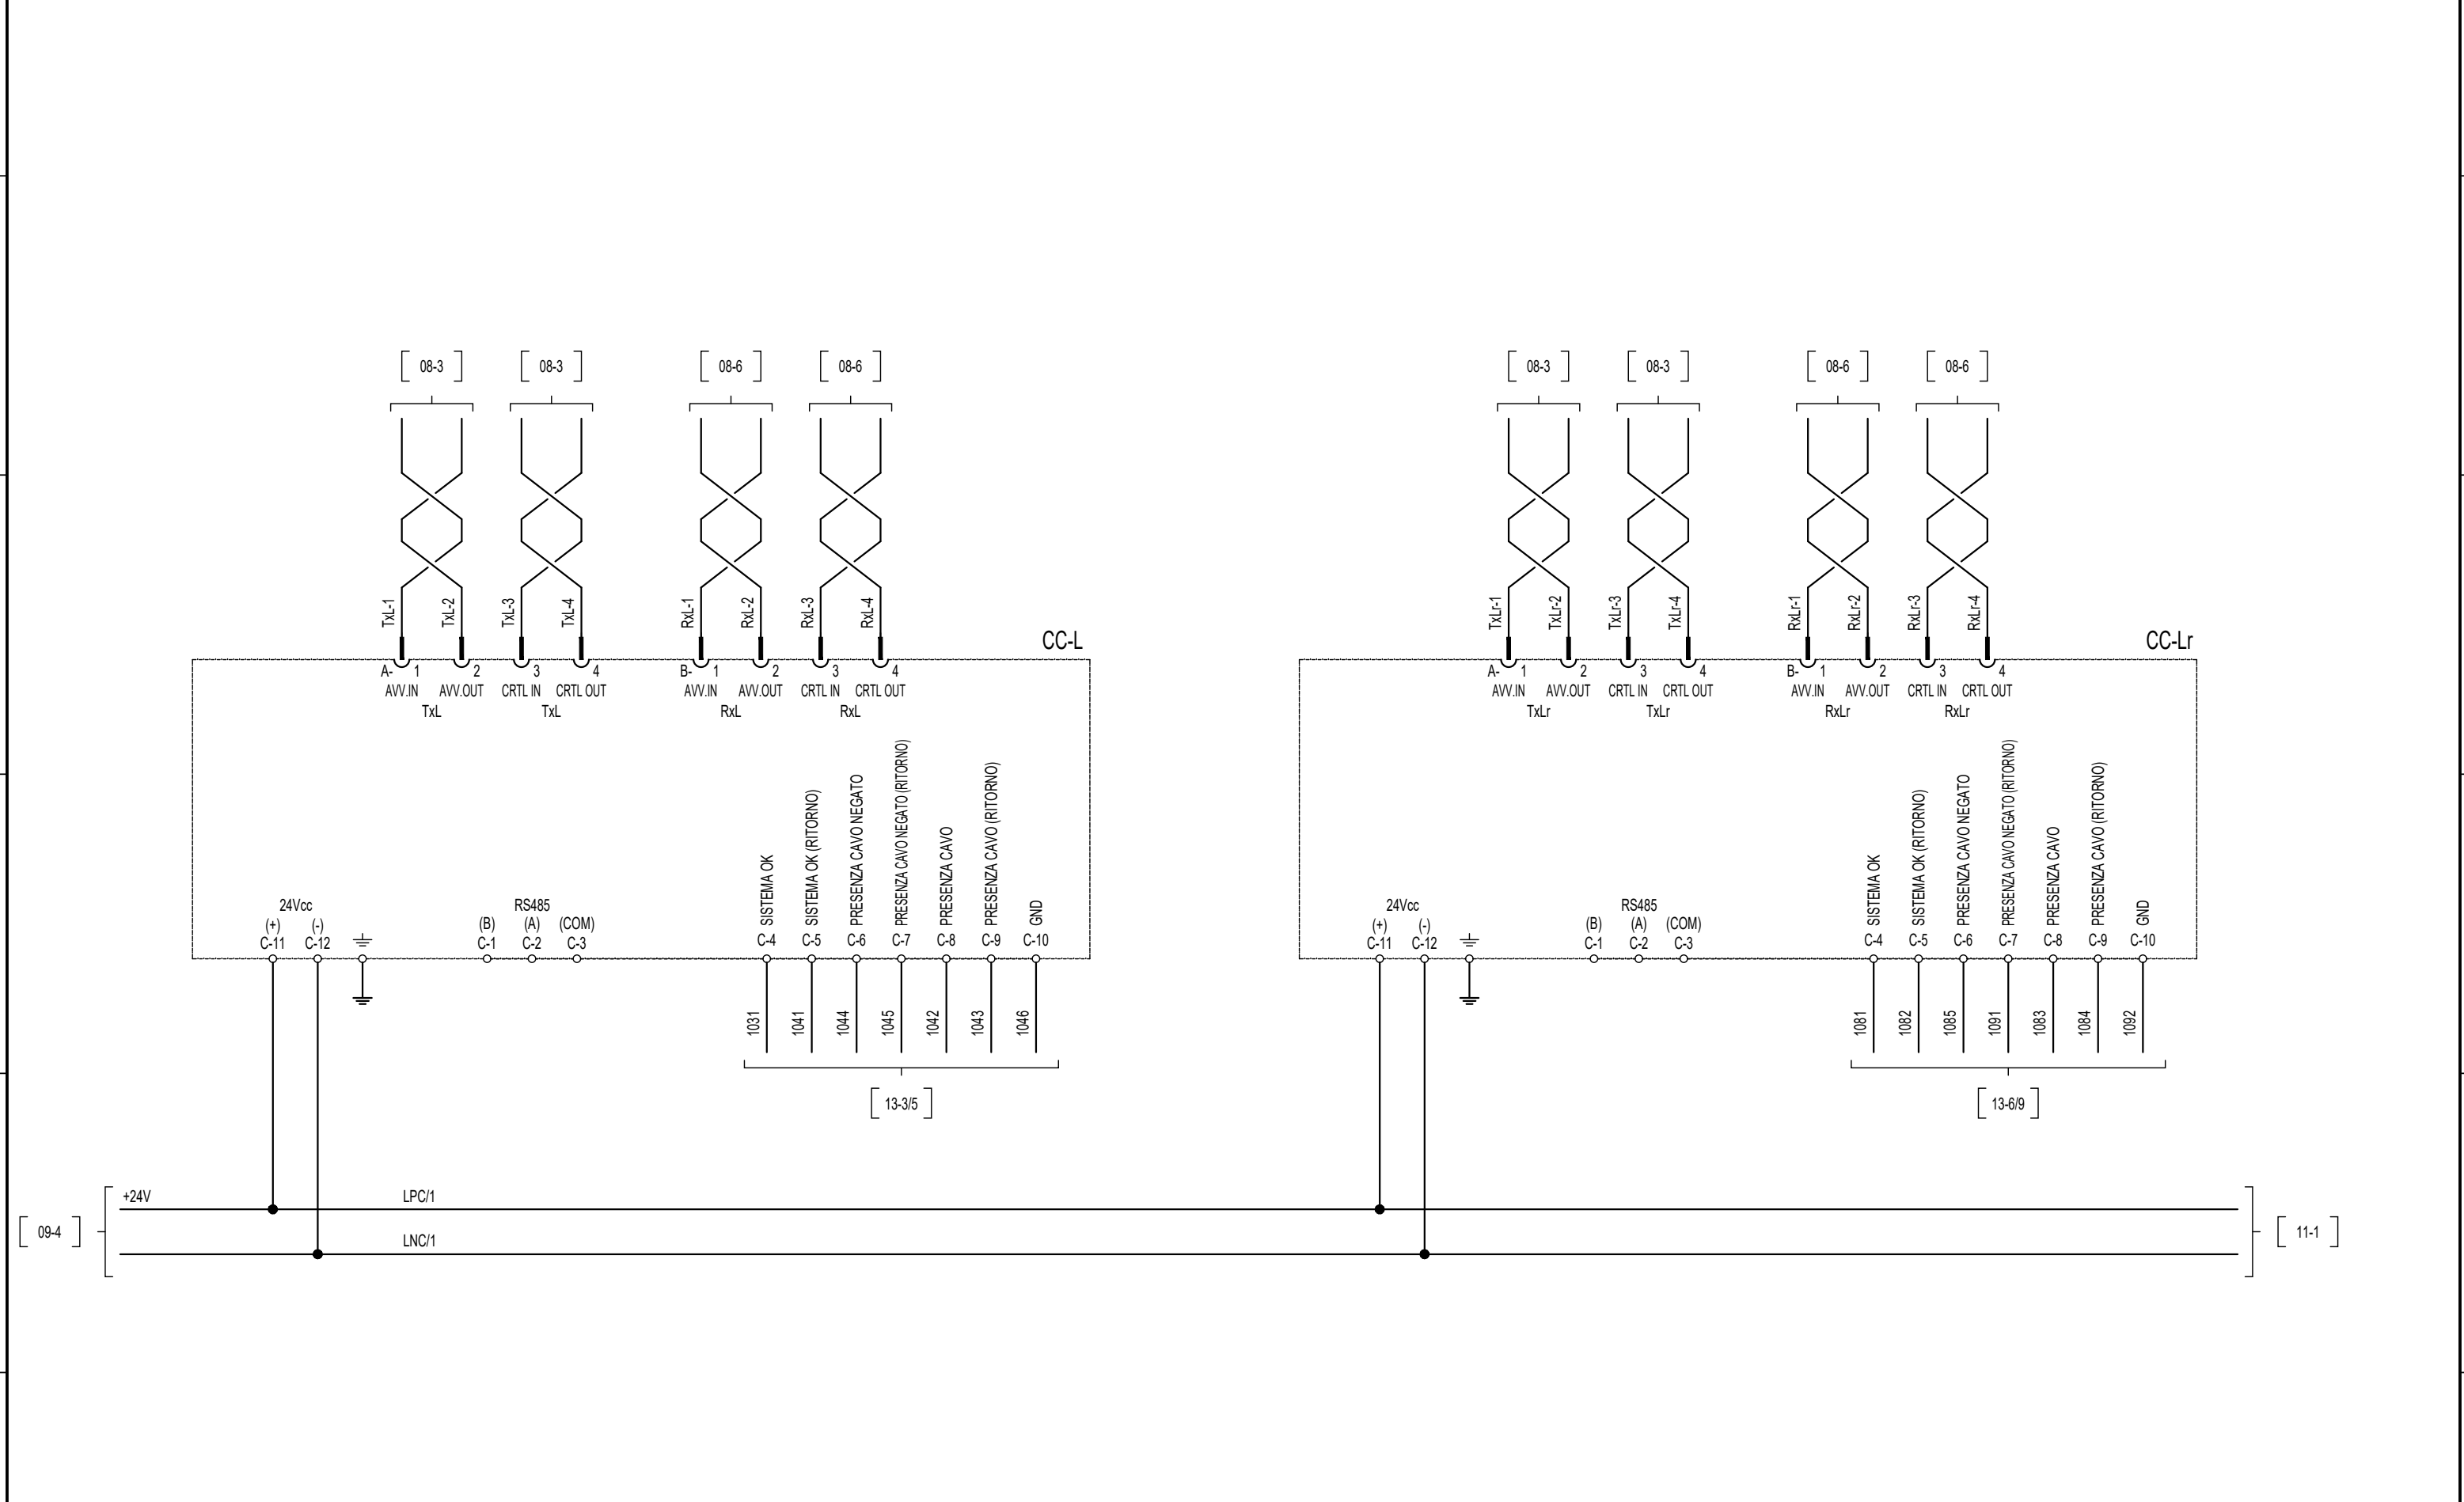 08-3 08-3 08-6 08-6 08-3 08-3 08-6 08-6
TxL-1 TxL-2 TxL-3 TxL-4 RxL-1 RxL-2 RxL-3 RxL-4 TxLr-1 TxLr-2 TxLr-3 TxLr-4 RxLr-1 RxLr-2 RxLr-3 RxLr-4
CC-L CC-Lr
A- 1 2 3 4 B- 1 2 3 4 A- 1 2 3 4 B- 1 2 3 4
AVV.IN AVV.OUT CRTL IN CRTL OUT AVV.IN AVV.OUT CRTL IN CRTL OUT AVV.IN AVV.OUT CRTL IN CRTL OUT AVV.IN AVV.OUT CRTL IN CRTL OUT
TxL TxL RxL RxL TxLr TxLr RxLr RxLr
SISTEMA OK
SISTEMA OK (RITORNO)
PRESENZA CAVO NEGATO
PRESENZA CAVO NEGATO (RITORNO)
PRESENZA CAVO
PRESENZA CAVO (RITORNO)
GND
SISTEMA OK
SISTEMA OK (RITORNO)
PRESENZA CAVO NEGATO
PRESENZA CAVO NEGATO (RITORNO)
PRESENZA CAVO
PRESENZA CAVO (RITORNO)
GND
24Vcc RS485 24Vcc RS485
(+) (-) (B) (A) (COM) (+) (-) (B) (A) (COM)
C-11 C-12 C-1 C-2 C-3 C-4 C-5 C-6 C-7 C-8 C-9 C-10 C-11 C-12 C-1 C-2 C-3 C-4 C-5 C-6 C-7 C-8 C-9 C-10
1031 1041 1044 1045 1042 1043 1046 1081 1082 1085 1091 1083 1084 1092
13-3/5 13-6/9
+24V LPC/1
09-4 11-1
LNC/1